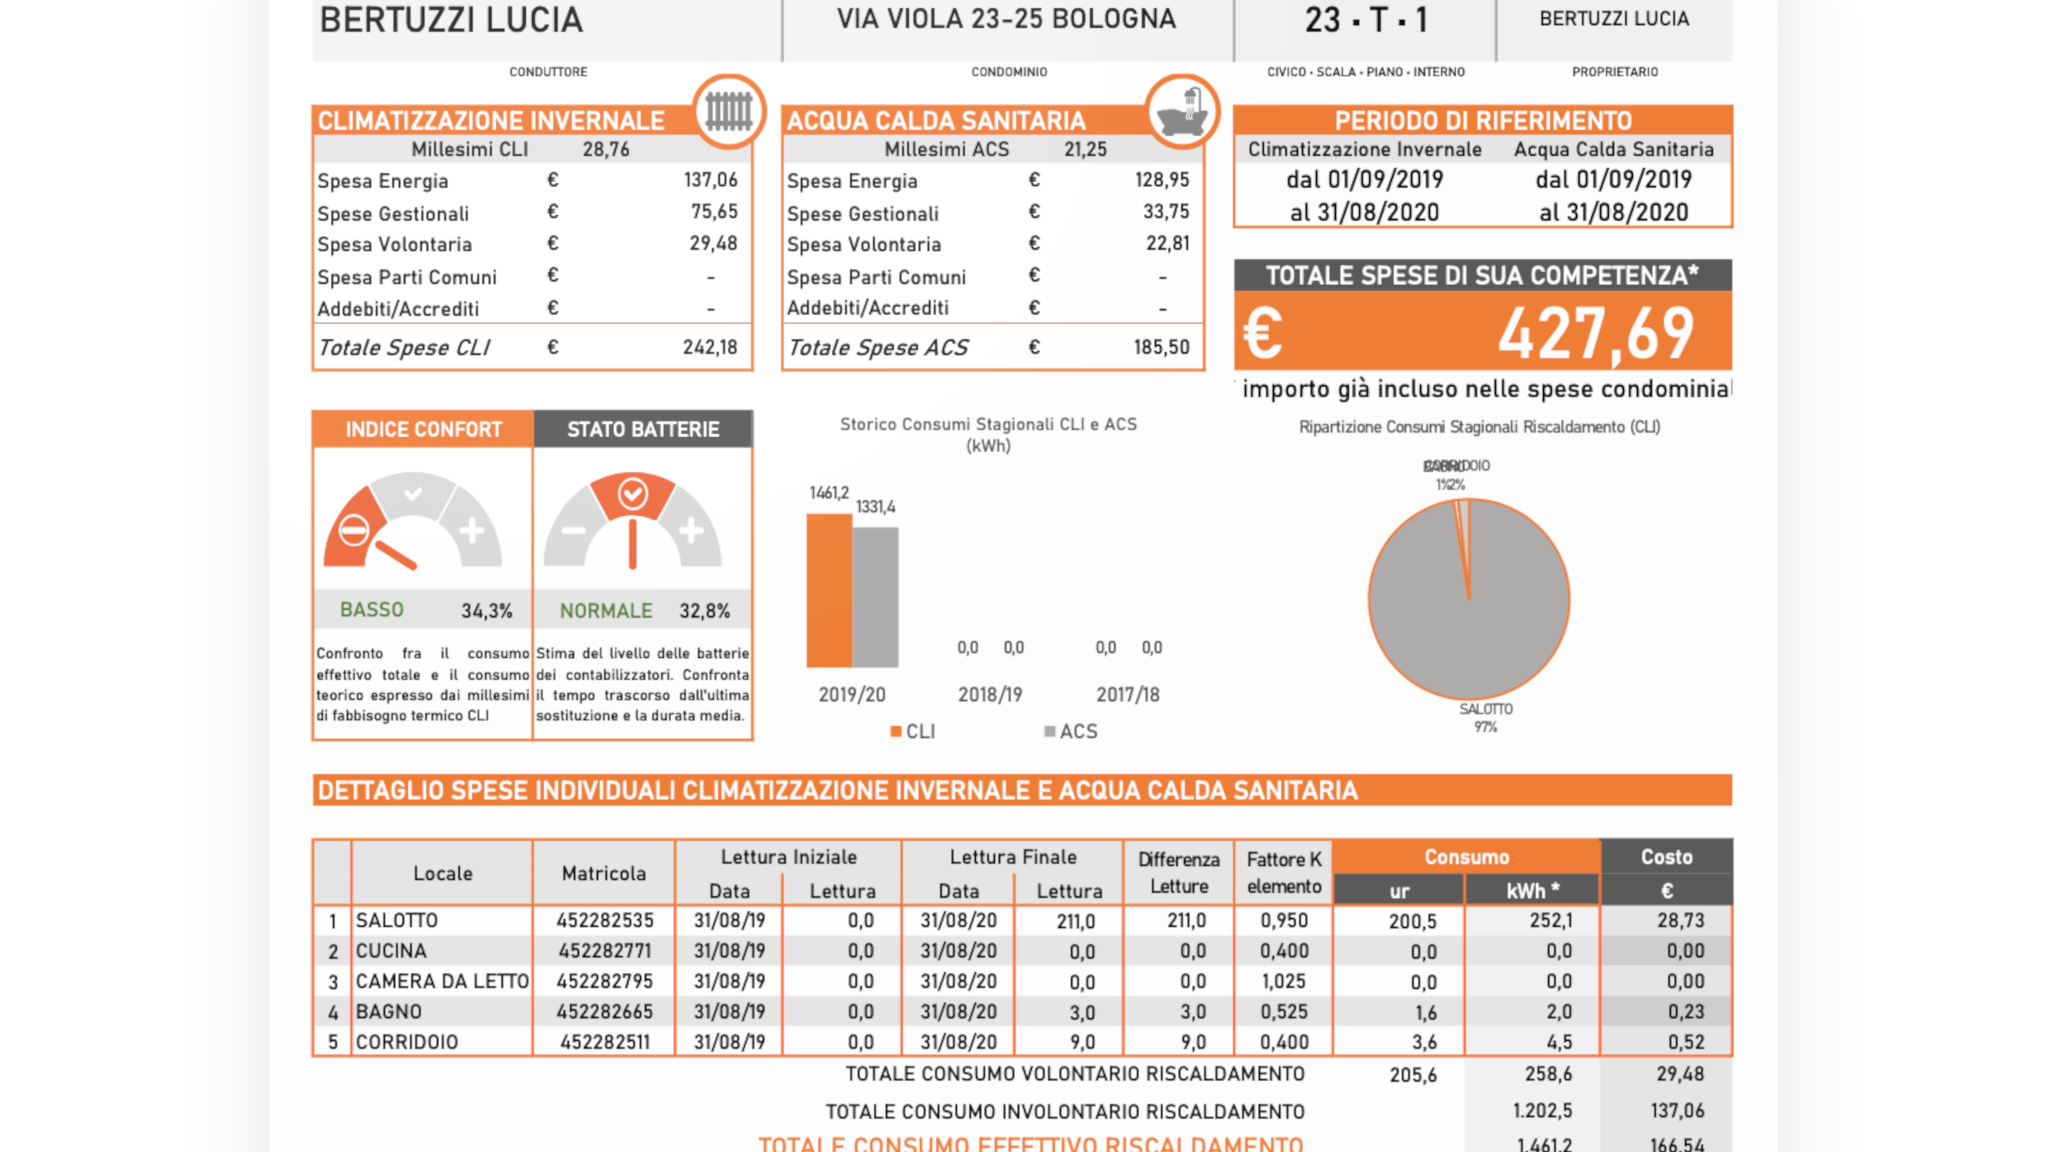 BERTUZZI LUCIA VIA VIOLA 23-25 BOLOGNA 23 · T · 1 BERTUZZI LUCIA
CONDUTTORE CONDOMINIO CIVICO · SCALA · PIANO · INTERNO PROPRIETARIO
CLIMATIZZAZIONE INVERNALE
Millesimi CLI 28,76
Spesa Energia € 137,06
Spese Gestionali € 75,65
Spesa Volontaria € 29,48
Spesa Parti Comuni € -
Addebiti/Accrediti € -
Totale Spese CLI € 242,18
ACQUA CALDA SANITARIA
Millesimi ACS 21,25
Spesa Energia € 128,95
Spese Gestionali € 33,75
Spesa Volontaria € 22,81
Spesa Parti Comuni € -
Addebiti/Accrediti € -
Totale Spese ACS € 185,50
PERIODO DI RIFERIMENTO
Climatizzazione Invernale Acqua Calda Sanitaria
dal 01/09/2019 dal 01/09/2019
al 31/08/2020 al 31/08/2020
TOTALE SPESE DI SUA COMPETENZA*
€ 427,69
importo già incluso nelle spese condominial
INDICE CONFORT
BASSO 34,3%
Confronto fra il consumo
effettivo totale e il consumo
teorico espresso dai millesimi
di fabbisogno termico CLI
STATO BATTERIE
NORMALE 32,8%
Stima del livello delle batterie
dei contabilizzatori. Confronta
il tempo trascorso dall'ultima
sostituzione e la durata media.
Storico Consumi Stagionali CLI e ACS
(kWh)
1461,2
1331,4
0,0 0,0 0,0 0,0
2019/20 2018/19 2017/18
CLI ACS
Ripartizione Consumi Stagionali Riscaldamento (CLI)
CORRIDOIO
1% 2%
SALOTTO
97%
DETTAGLIO SPESE INDIVIDUALI CLIMATIZZAZIONE INVERNALE E ACQUA CALDA SANITARIA
Locale Matricola Lettura Iniziale Lettura Finale Differenza Letture Fattore K elemento Consumo Costo
Data Lettura Data Lettura ur kWh * €
1 SALOTTO 452282535 31/08/19 0,0 31/08/20 211,0 211,0 0,950 200,5 252,1 28,73
2 CUCINA 452282771 31/08/19 0,0 31/08/20 0,0 0,0 0,400 0,0 0,0 0,00
3 CAMERA DA LETTO 452282795 31/08/19 0,0 31/08/20 0,0 0,0 1,025 0,0 0,0 0,00
4 BAGNO 452282665 31/08/19 0,0 31/08/20 3,0 3,0 0,525 1,6 2,0 0,23
5 CORRIDOIO 452282511 31/08/19 0,0 31/08/20 9,0 9,0 0,400 3,6 4,5 0,52
TOTALE CONSUMO VOLONTARIO RISCALDAMENTO 205,6 258,6 29,48
TOTALE CONSUMO INVOLONTARIO RISCALDAMENTO 1.202,5 137,06
TOTALE CONSUMO EFFETTIVO RISCALDAMENTO 1.461,2 166,54